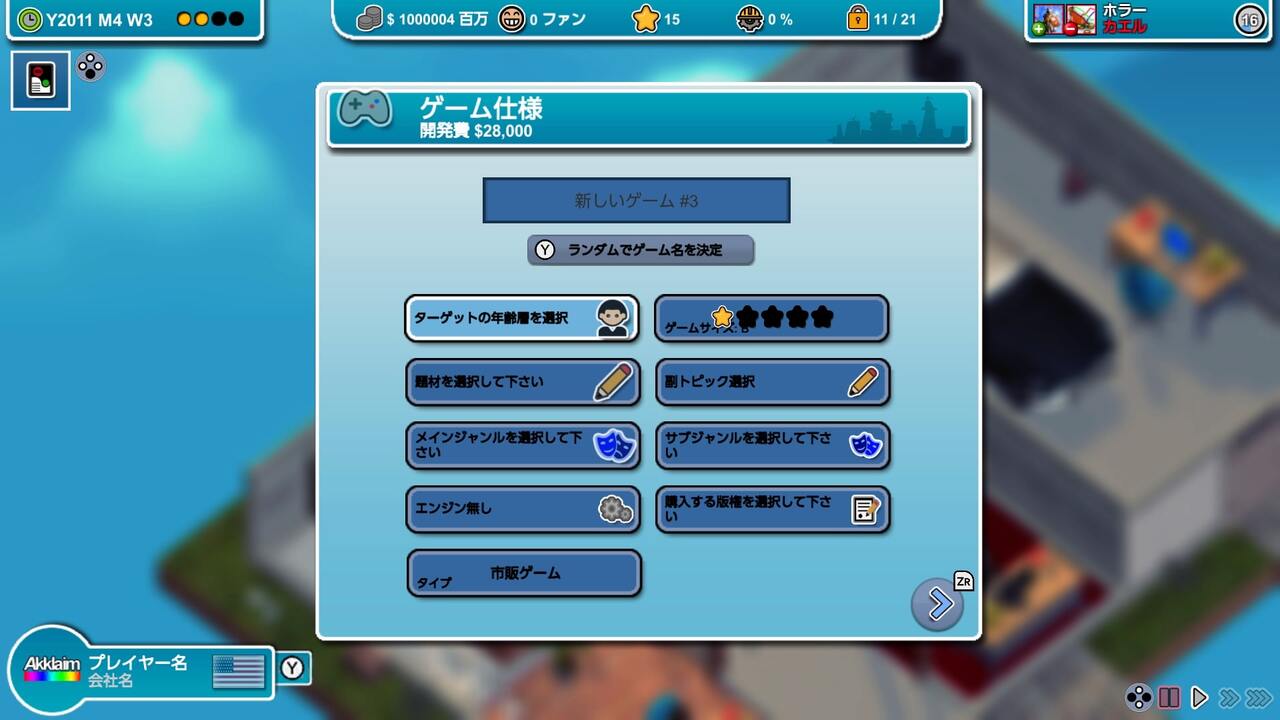 Y2011 M4 W3
$ 1000004 百万
0 ファン
15
0 %
11 / 21
ホラー
カエル
16
ゲーム仕様
開発費 $28,000
新しいゲーム #3
Y ランダムでゲーム名を決定
ターゲットの年齢層を選択
ゲームサイズ: B
題材を選択して下さい
副トピック選択
メインジャンルを選択して下
さい
サブジャンルを選択して下さ
い
エンジン無し
購入する版権を選択して下さ
い
市販ゲーム
タイプ
ZR
Akklaim
プレイヤー名
会社名
Y